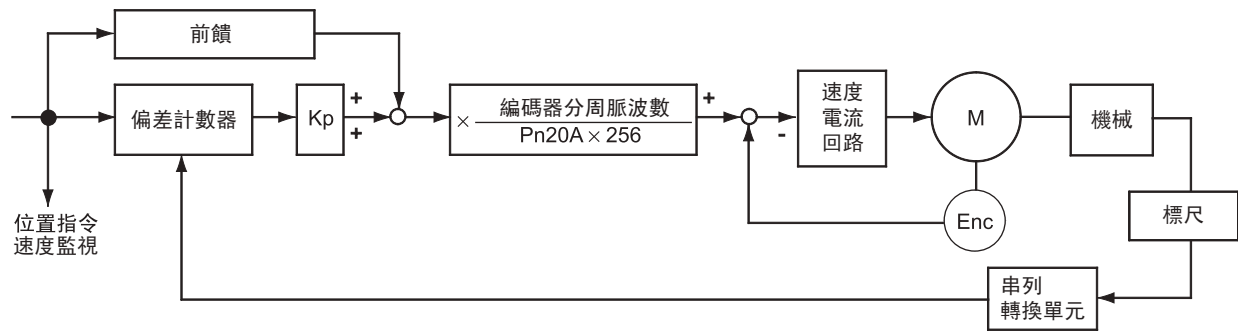 前饋
偏差計數器
Kp
+
+
×
編碼器分周脈波數
Pn20A × 256
+
-
速度
電流
回路
M
機械
Enc
標尺
位置指令
速度監視
串列
轉換單元